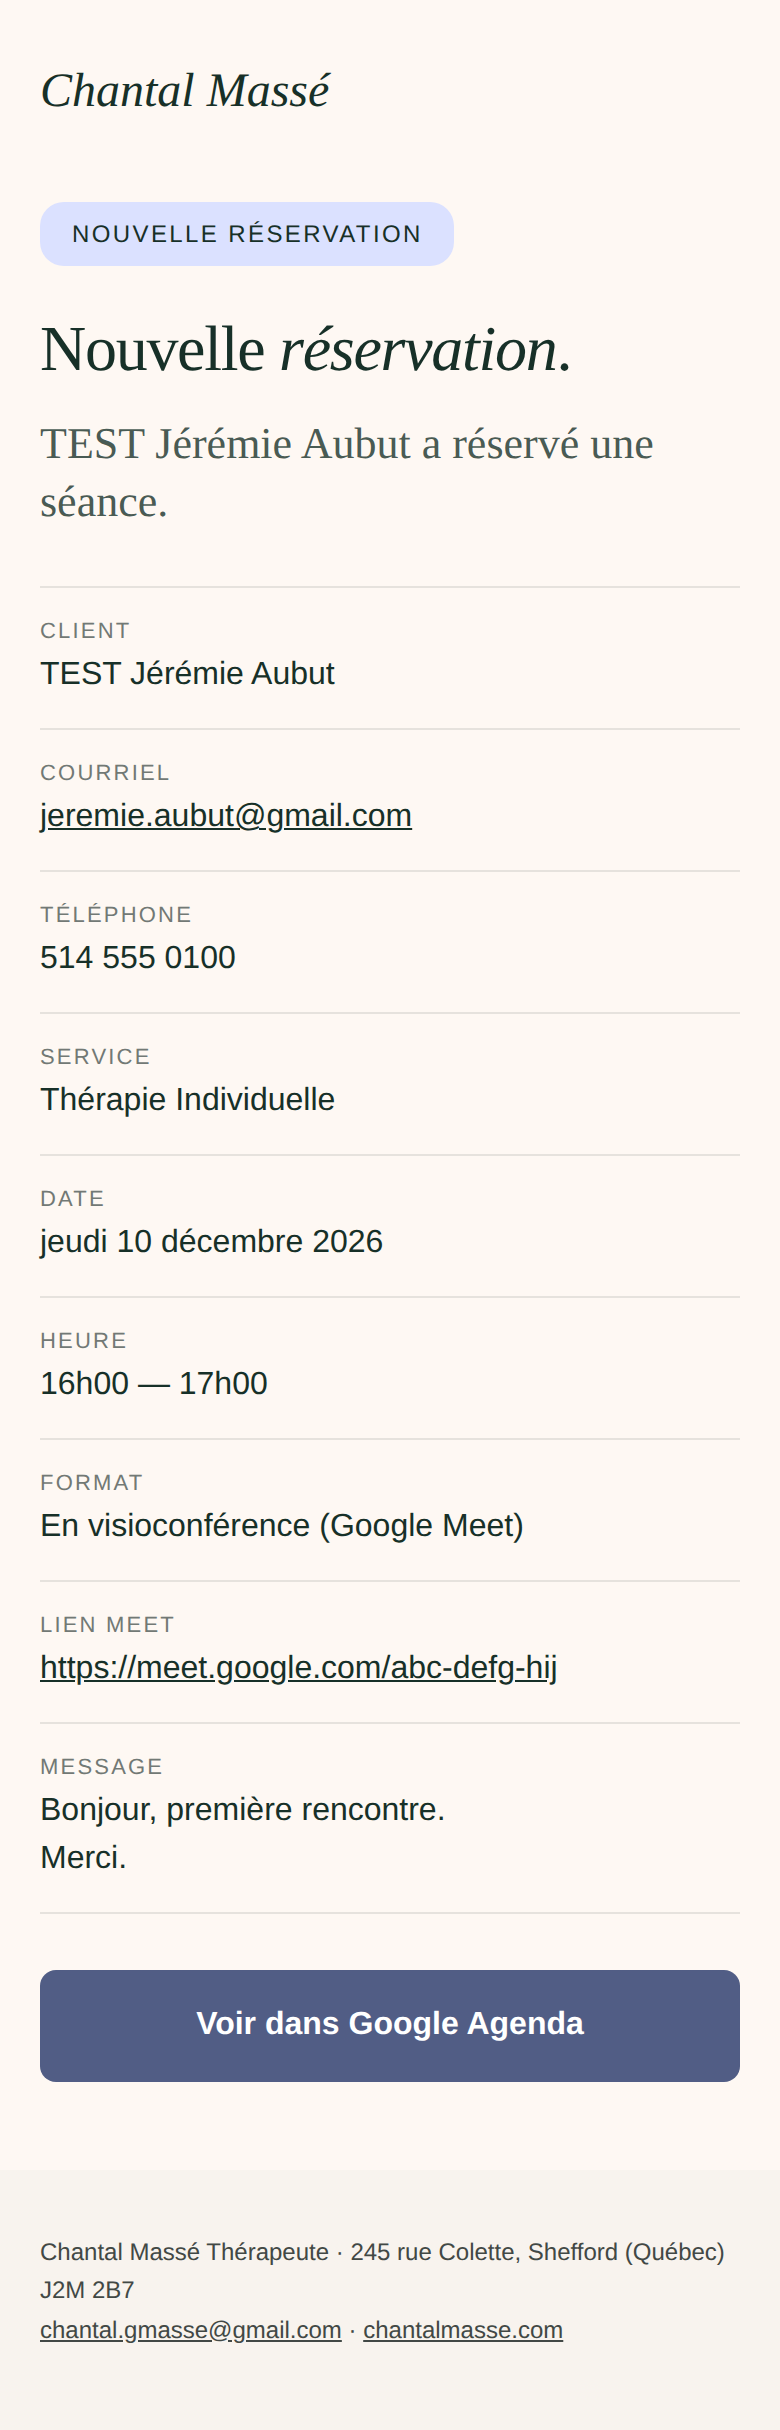 Chantal Massé
NOUVELLE RÉSERVATION
Nouvelle réservation.
TEST Jérémie Aubut a réservé une
séance.
CLIENT
TEST Jérémie Aubut
COURRIEL
jeremie.aubut@gmail.com
TÉLÉPHONE
514 555 0100
SERVICE
Thérapie Individuelle
DATE
jeudi 10 décembre 2026
HEURE
16h00 — 17h00
FORMAT
En visioconférence (Google Meet)
LIEN MEET
https://meet.google.com/abc-defg-hij
MESSAGE
Bonjour, première rencontre.
Merci.
Voir dans Google Agenda
Chantal Massé Thérapeute · 245 rue Colette, Shefford (Québec)
J2M 2B7
chantal.gmasse@gmail.com · chantalmasse.com